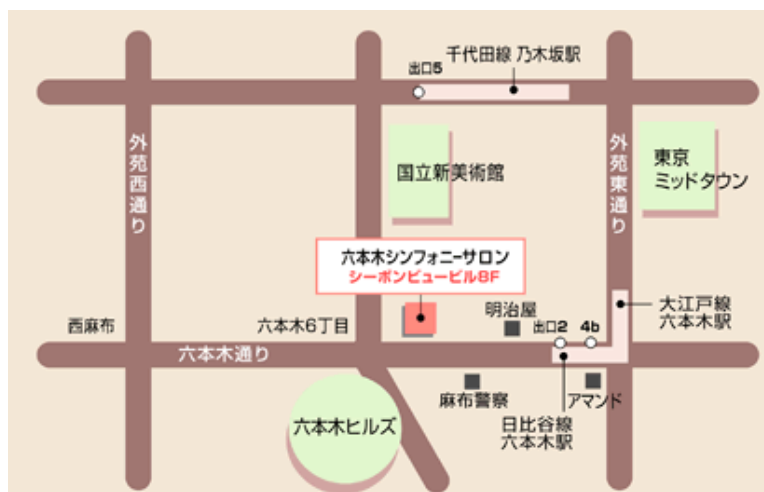 千代田線 乃木坂駅
出口5
外苑西通り
国立新美術館
外苑東通り
東京
ミッドタウン
六本木シンフォニーサロン
シーボンビュービルBF
大江戸線
六本木駅
明治屋
西麻布
六本木6丁目
出口2
4b
六本木通り
麻布警察
アマンド
六本木ヒルズ
日比谷線
六本木駅